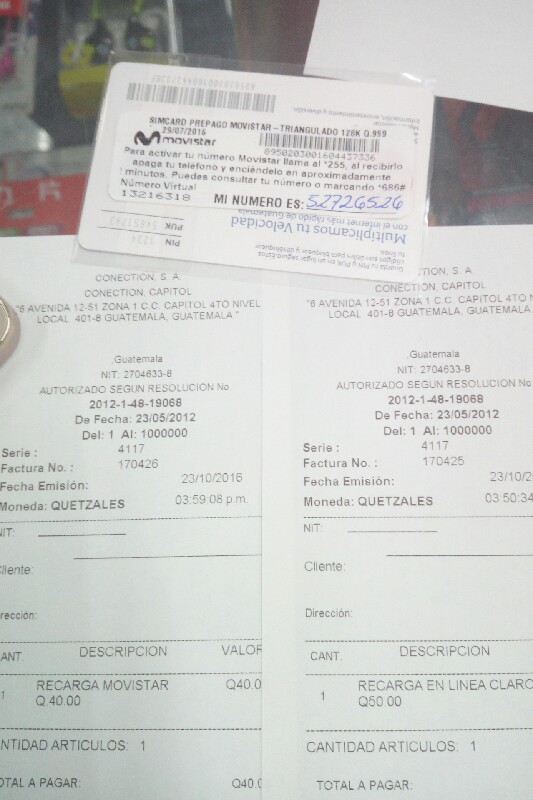 SIMCARD PREPAGO MOVISTAR - TRIANGULADO 128K Q.999
29/07/2016
movistar
8950203001604437336
Para activar tu número Movistar llama al *255, al recibirlo
apaga tu telefono y enciéndelo en aproximadamente
minutos. Puedes consultar tu número o marcando *686#
Número Virtual
13216318
MI NUMERO ES: 52726526
Multiplicamos tu Velocidad
con el internet más rápido de Guatemala
PUK
PIN
1234
CONECTION, S. A.
CONECTION, CAPITOL
"6 AVENIDA 12-51 ZONA 1 C.C. CAPITOL 4TO NIVEL
LOCAL 401-8 GUATEMALA, GUATEMALA "
,Guatemala
NIT: 2704633-8
AUTORIZADO SEGUN RESOLUCION No
2012-1-48-19068
De Fecha: 23/05/2012
Del: 1 Al: 1000000
Serie : 4117
Factura No. : 170426
Fecha Emisión: 23/10/2016
Moneda: QUETZALES 03:59:08 p.m.
NIT:
Cliente:
rección:
CANT. DESCRIPCION VALOR
1 RECARGA MOVISTAR Q40.0
Q 40.00
NTIDAD ARTICULOS: 1
OTAL A PAGAR: Q40.0
CTION, S. A.
CONECTION, CAPITOL
"6 AVENIDA 12-51 ZONA 1 C.C. CAPITOL 4TO N
LOCAL 401-8 GUATEMALA, GUATEMALA
,Guatemala
NIT: 2704633-8
AUTORIZADO SEGUN RESOLUCION No
2012-1-48-19068
De Fecha: 23/05/2012
Del: 1 Al: 1000000
Serie : 4117
Factura No. : 170425
Fecha Emisión: 23/10/2
Moneda: QUETZALES 03:50:34
NIT:
Cliente:
Dirección:
CANT. DESCRIPCION
1 RECARGA EN LINEA CLARO
Q50.00
CANTIDAD ARTICULOS: 1
TOTAL A PAGAR: